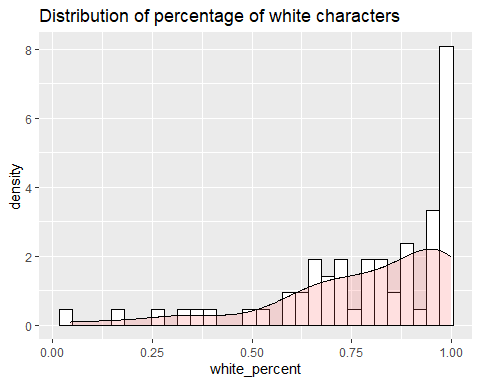 Distribution of percentage of white characters
8
6
4
2
0
density
0.00 0.25 0.50 0.75 1.00
white_percent